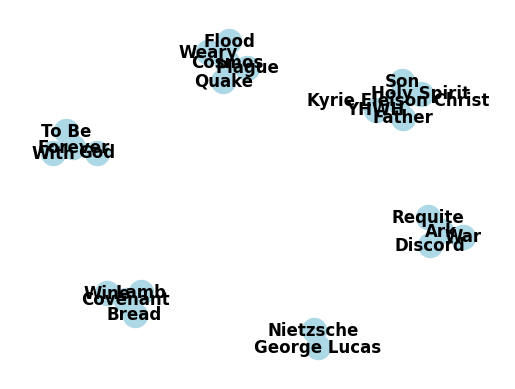 Flood
Weary
Cosmos
Plague
Quake
Son
Holy Spirit
Kyrie Eleison Christ
YHWH
Father
To Be
Forever
With God
Requite
Ark
War
Discord
Wine Lamb
Covenant
Bread
Nietzsche
George Lucas